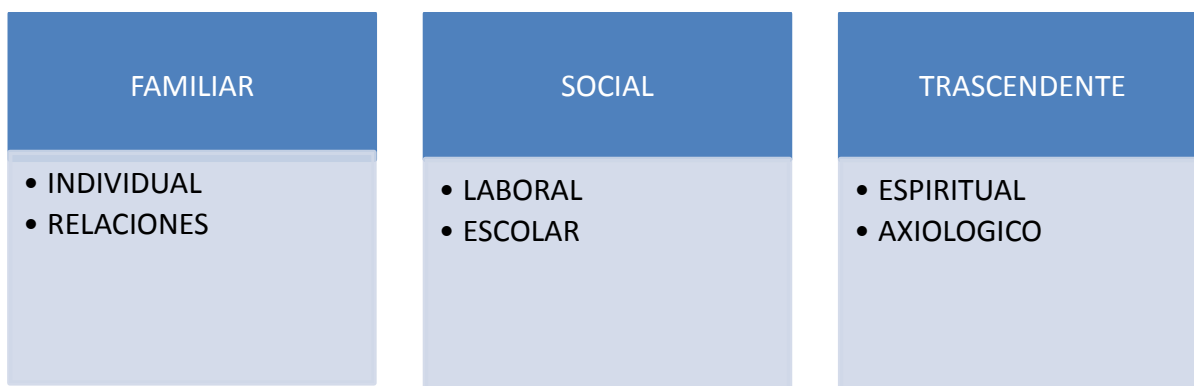 FAMILIAR
• INDIVIDUAL
• RELACIONES
SOCIAL
• LABORAL
• ESCOLAR
TRASCENDENTE
• ESPIRITUAL
• AXIOLOGICO